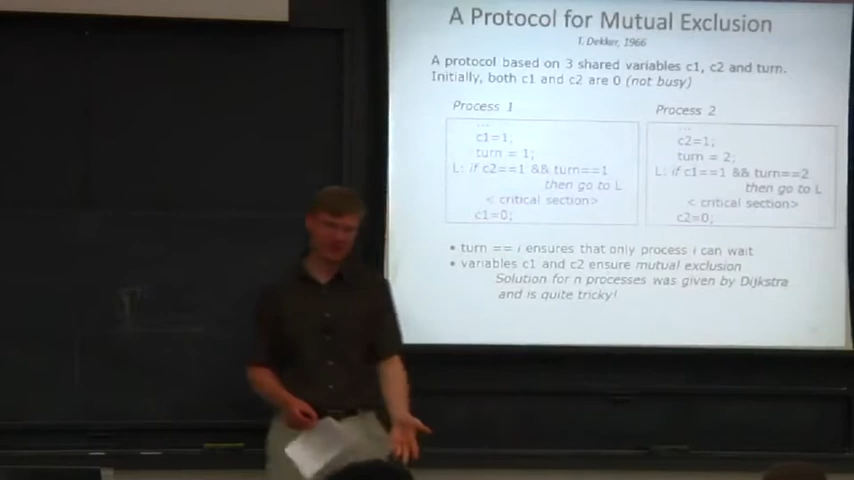 A Protocol for Mutual Exclusion
T. Dekker, 1966
A protocol based on 3 shared variables c1, c2 and turn.
Initially, both c1 and c2 are 0 (not busy)
Process 1
...
c1=1;
turn = 1;
L: if c2==1 && turn==1
then go to L
< critical section>
c1=0;
Process 2
...
c2=1;
turn = 2;
L: if c1==1 && turn==2
then go to L
< critical section>
c2=0;
• turn == i ensures that only process i can wait
• variables c1 and c2 ensure mutual exclusion
Solution for n processes was given by Dijkstra
and is quite tricky!